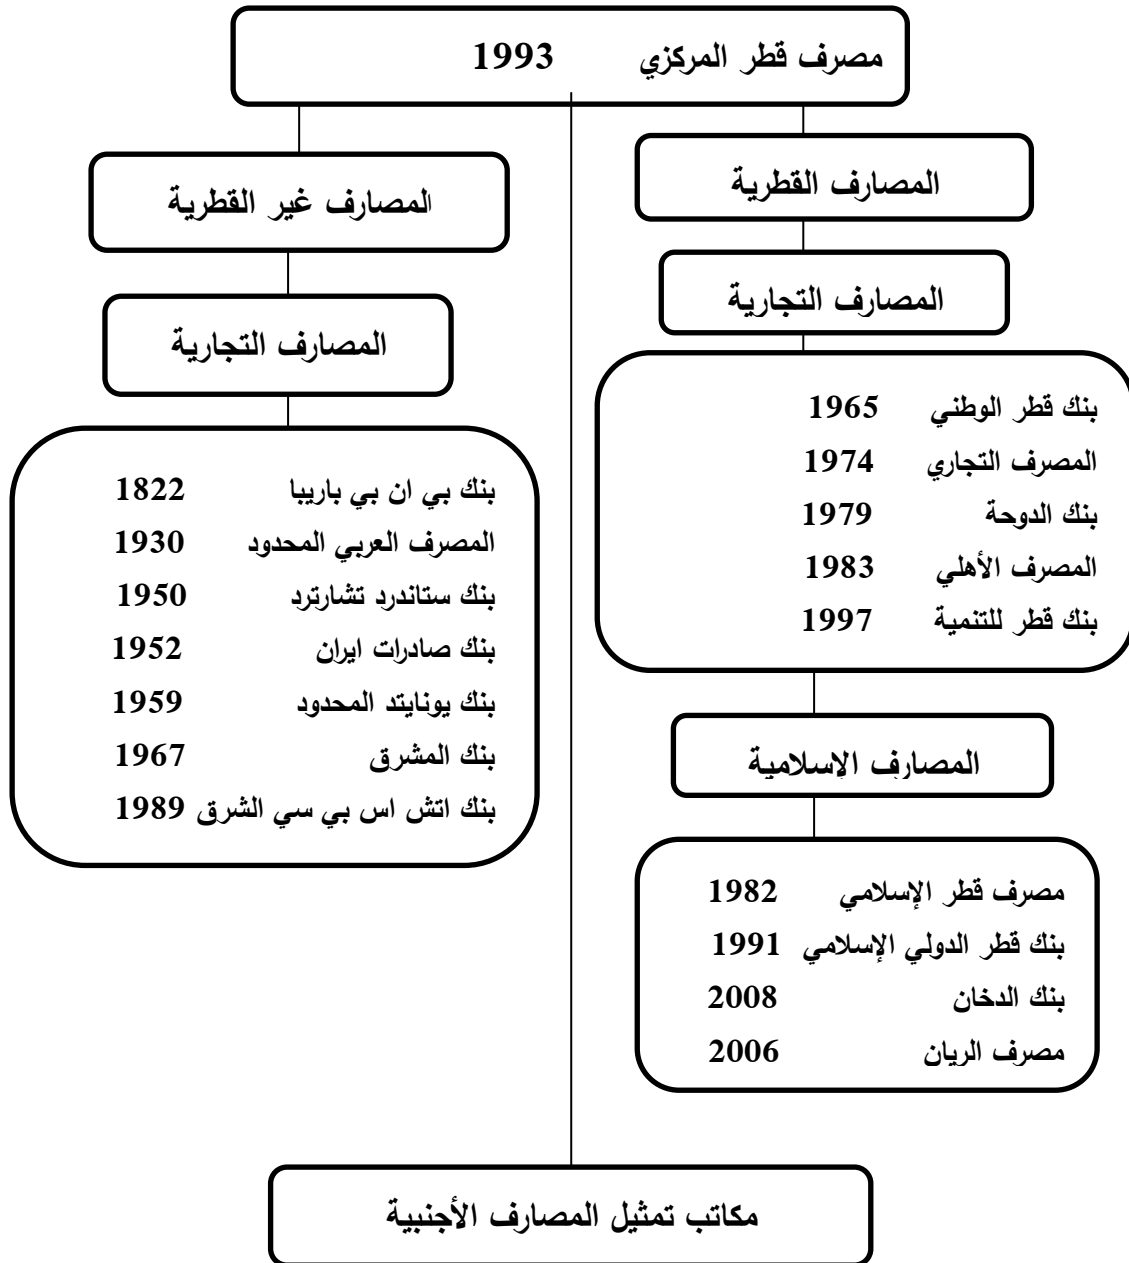 مصرف قطر المركزي 1993
المصارف القطرية
المصارف التجارية
بنك قطر الوطني 1965
المصرف التجاري 1974
بنك الدوحة 1979
المصرف الأهلي 1983
بنك قطر للتنمية 1997
المصارف الإسلامية
مصرف قطر الإسلامي 1982
بنك قطر الدولي الإسلامي 1991
بنك الدخان 2008
مصرف الريان 2006
المصارف غير القطرية
المصارف التجارية
بنك بي ان بي باريبا 1822
المصرف العربي المحدود 1930
بنك ستاندرد تشارترد 1950
بنك صادرات ايران 1952
بنك يونايتد المحدود 1959
بنك المشرق 1967
بنك اتش اس بي سي الشرق 1989
مكاتب تمثيل المصارف الأجنبية